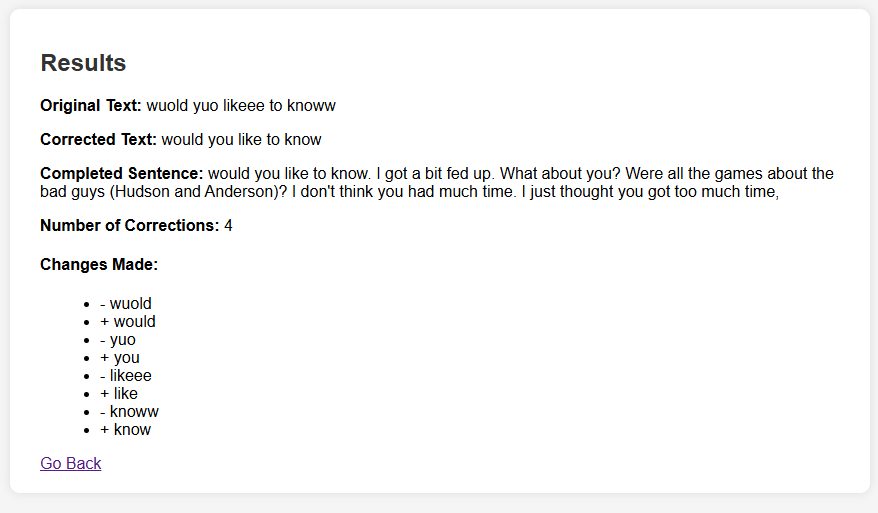 Results
Original Text: wuold yuo likeee to knoww
Corrected Text: would you like to know
Completed Sentence: would you like to know. I got a bit fed up. What about you? Were all the games about the
bad guys (Hudson and Anderson)? I don't think you had much time. I just thought you got too much time,
Number of Corrections: 4
Changes Made:
• - wuold
• + would
• - yuo
• + you
• - likeee
• + like
• - knoww
• + know
Go Back